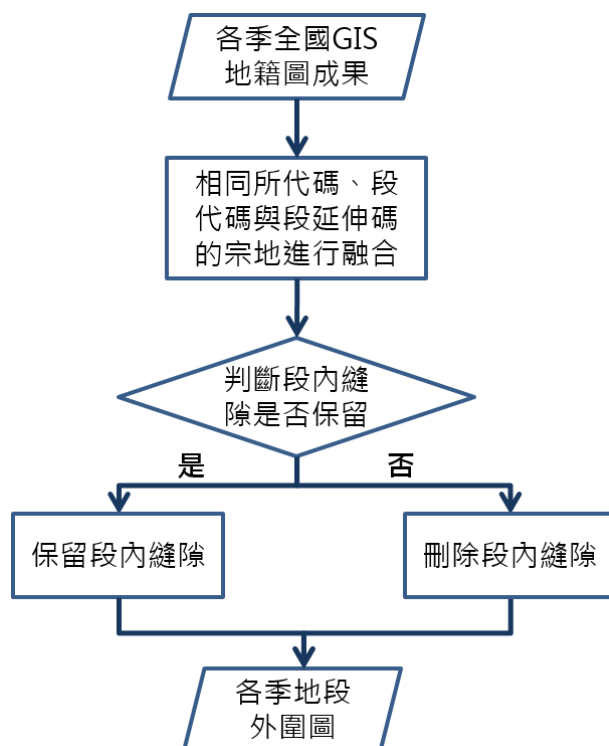 各季全國GIS
地籍圖成果
相同所代碼、段
代碼與段延伸碼
的宗地進行融合
判斷段內縫
隙是否保留
是
否
保留段內縫隙
刪除段內縫隙
各季地段
外圍圖